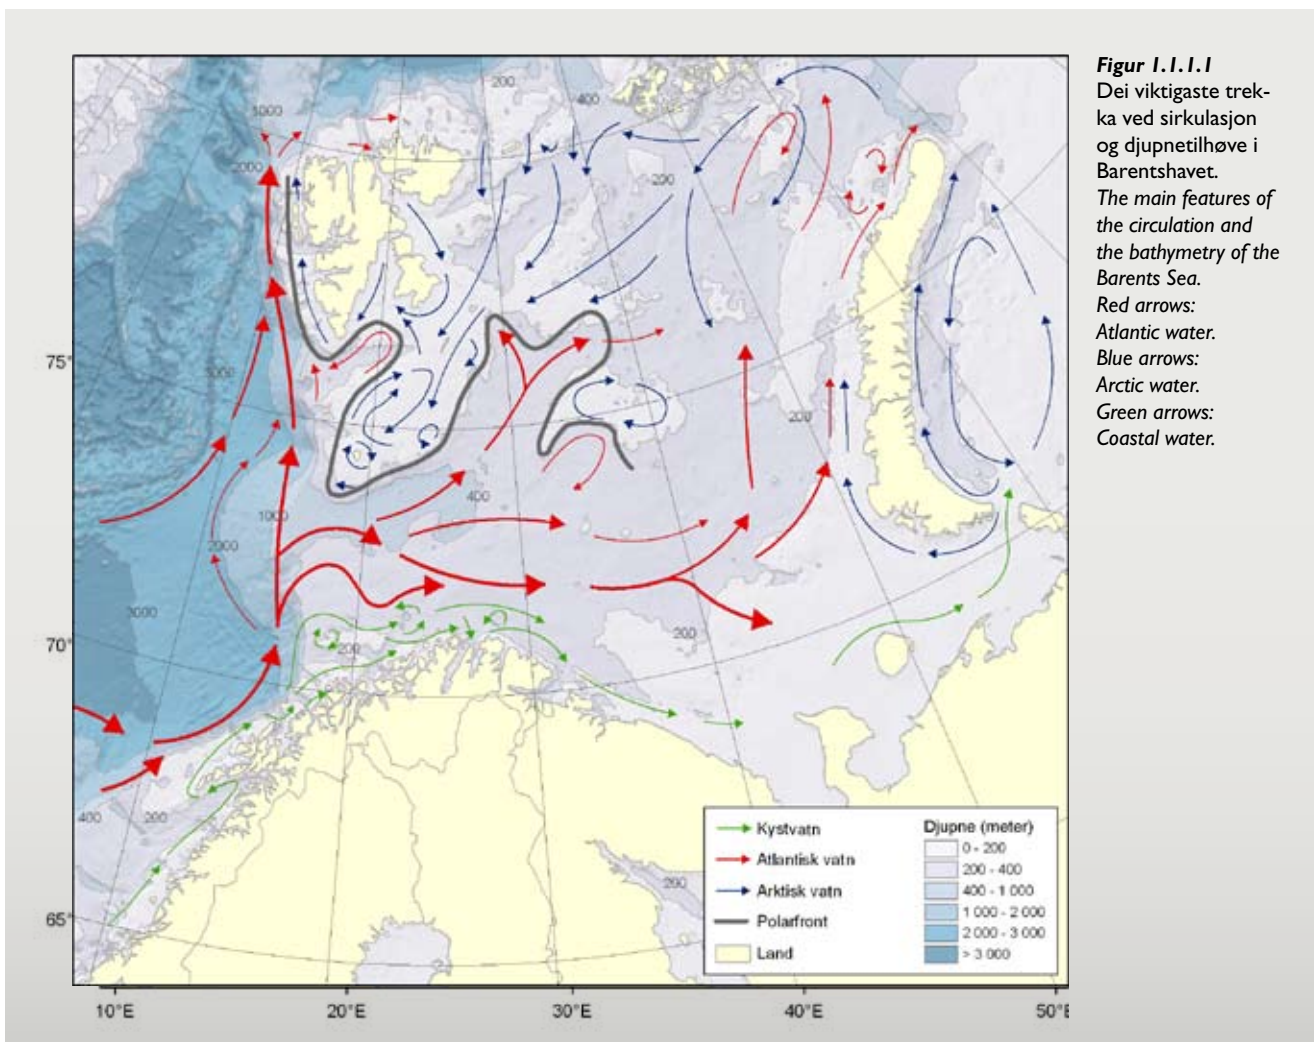 Figur 1.1.1.1
Dei viktigaste trek-
ka ved sirkulasjon
og djupnetilhøve i
Barentshavet.
The main features of
the circulation and
the bathymetry of the
Barents Sea.
Red arrows:
Atlantic water.
Blue arrows:
Arctic water.
Green arrows:
Coastal water.
200
400
1000
2000
200
75°
3000
200
400
1000
2000
3000
70°
200
200
400
200
200
65°
Kystvatn
Atlantisk vatn
Arktisk vatn
Polarfront
Land
Djupne (meter)
0 - 200
200 - 400
400 - 1 000
1 000 - 2 000
2 000 - 3 000
> 3 000
10°E
20°E
30°E
40°E
50°E